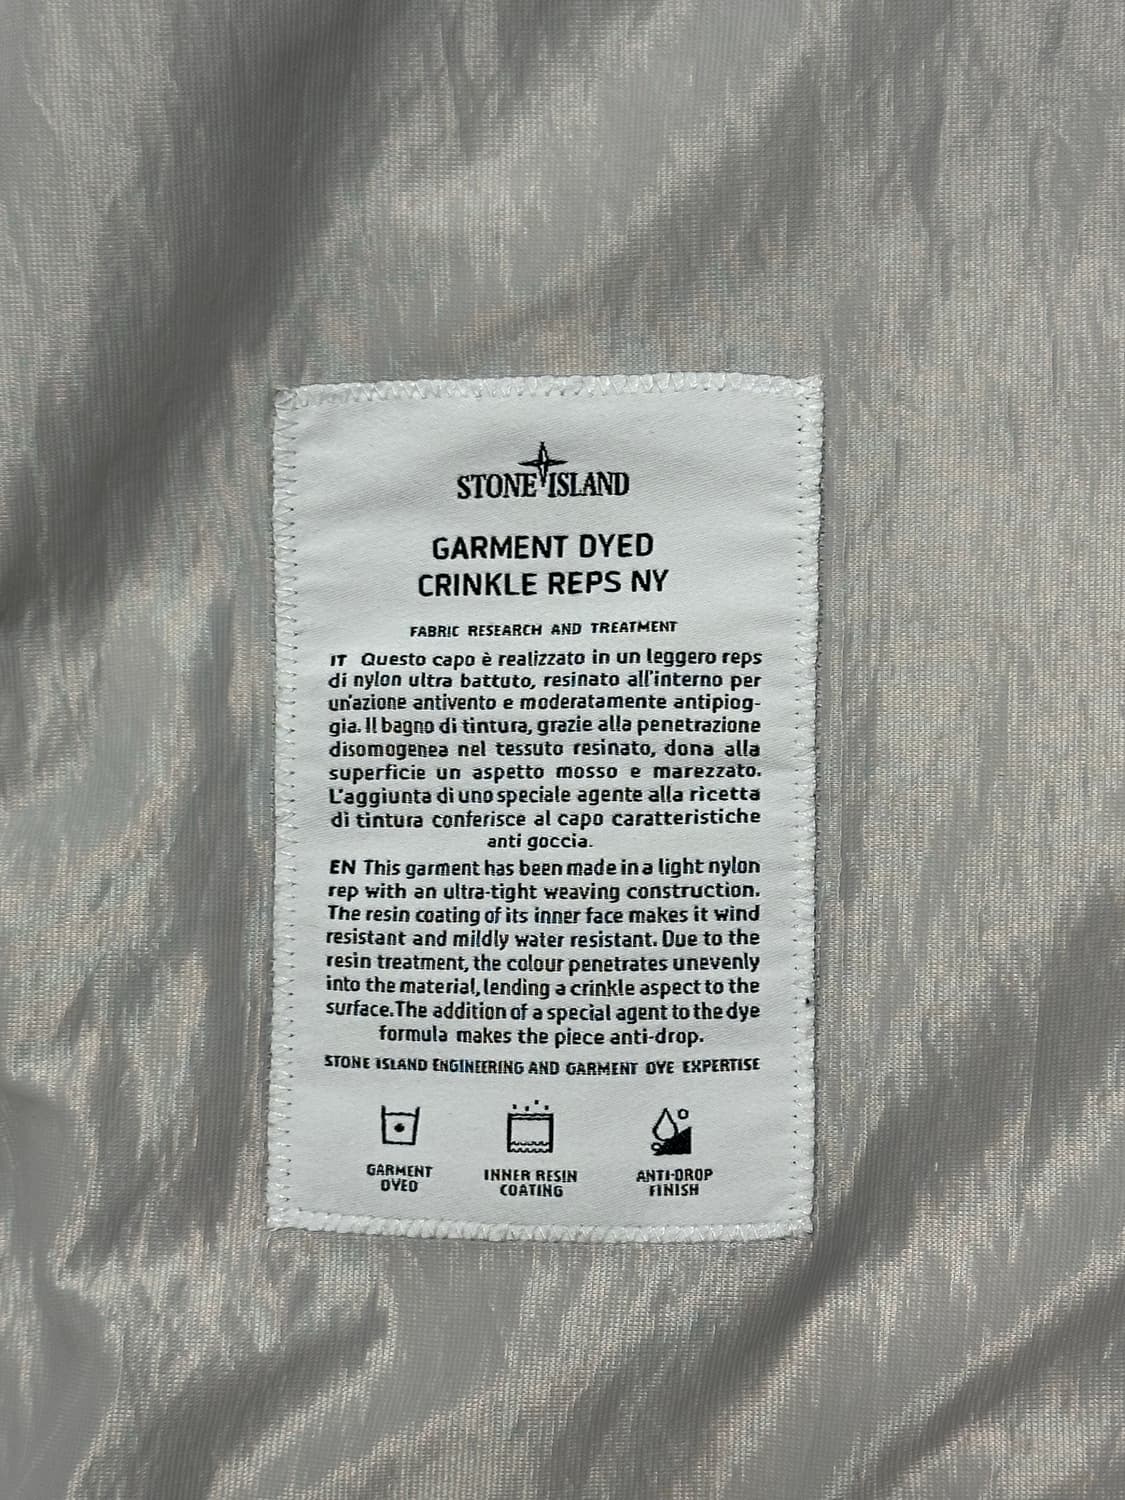 STONE ISLAND
GARMENT DYED
CRINKLE REPS NY
FABRIC RESEARCH AND TREATMENT
IT Questo capo è realizzato in un leggero reps
di nylon ultra battuto, resinato all'interno per
un'azione antivento e moderatamente antipiog-
gia. Il bagno di tintura, grazie alla penetrazione
disomogenea nel tessuto resinato, dona alla
superficie un aspetto mosso e marezzato.
L'aggiunta di uno speciale agente alla ricetta
di tintura conferisce al capo caratteristiche
anti goccia.
EN This garment has been made in a light nylon
rep with an ultra-tight weaving construction.
The resin coating of its inner face makes it wind
resistant and mildly water resistant. Due to the
resin treatment, the colour penetrates unevenly
into the material, lending a crinkle aspect to the
surface.The addition of a special agent to the dye
formula makes the piece anti-drop.
STONE ISLAND ENGINEERING AND GARMENT DYE EXPERTISE
GARMENT
DYED
INNER RESIN
COATING
ANTI-DROP
FINISH